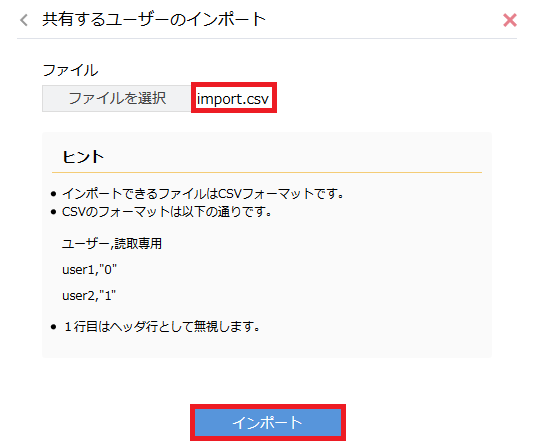 共有するユーザーのインポート
ファイル
ファイルを選択 import.csv
ヒント
● インポートできるファイルはCSVフォーマットです。
● CSVのフォーマットは以下の通りです。
ユーザー,読取専用
user1,"0"
user2,"1"
● 1行目はヘッダ行として無視します。
インポート